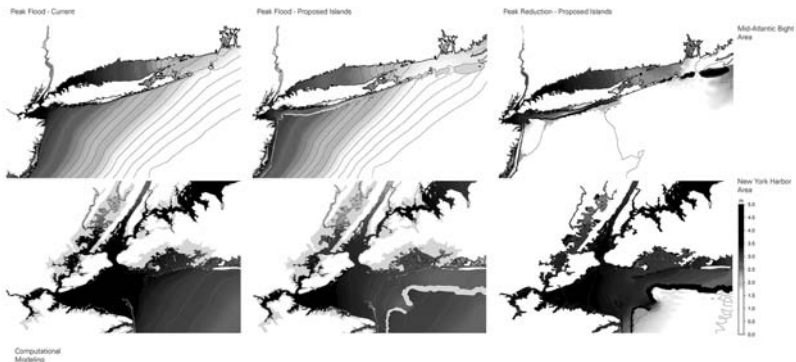 Peak Flood - Current
Peak Flood - Proposed Islands
Peak Reduction - Proposed Islands
Mid-Atlantic Bight
Area
New York Harbor
Area
m
5.0
4.5
4.0
3.5
3.0
2.5
2.0
1.5
1.0
0.5
0.0
Computational
Modeling